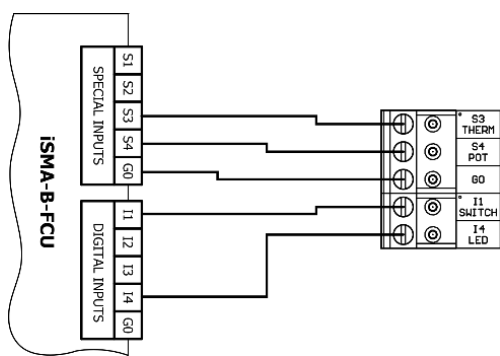 iSMA-B-FCU
SPECIAL INPUTS
S1
S2
S3
S4
G0
DIGITAL INPUTS
I1
I2
I3
I4
G0
* S3
THERM
S4
POT
G0
* I1
SWITCH
I4
LED